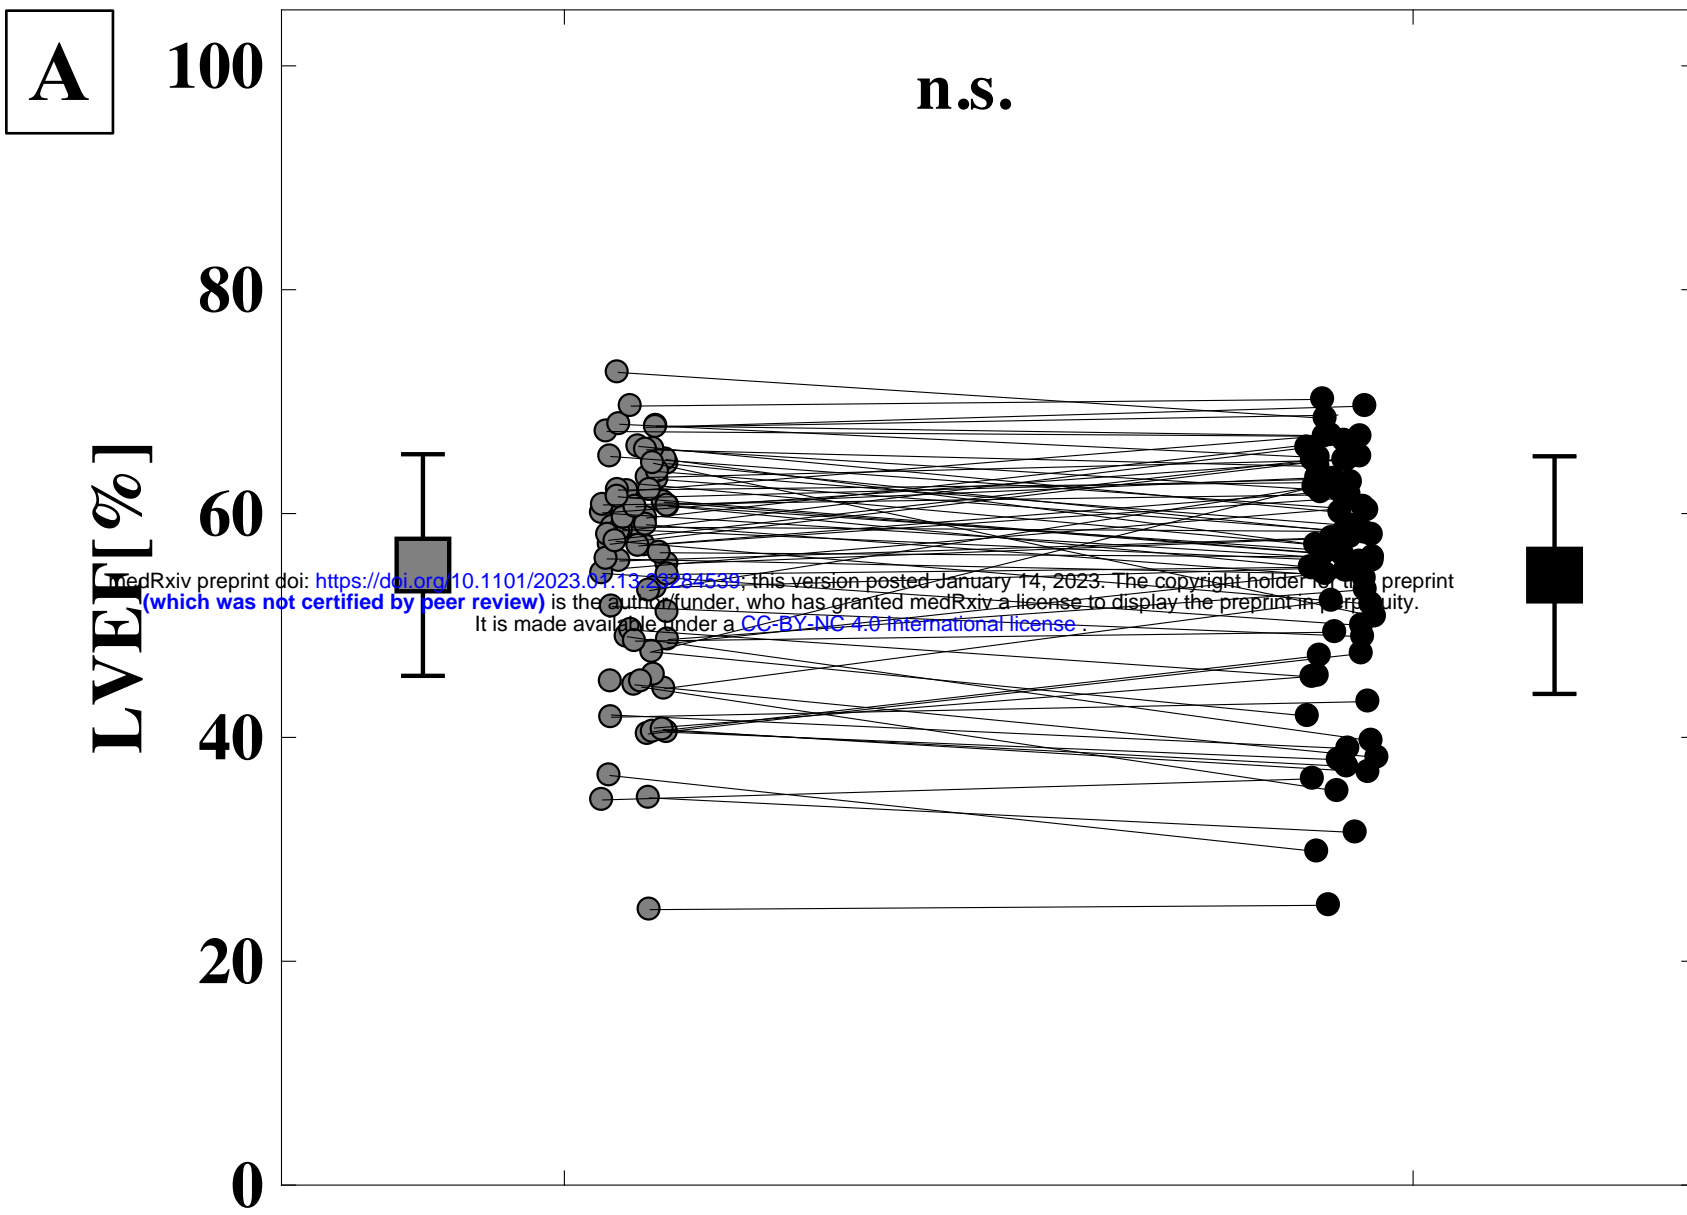 A
100
n.s.
80
60
LVEF[%]
medRxiv preprint doi: https://doi.org/10.1101/2023.01.13.23284539; this version posted January 14, 2023. The copyright holder for this preprint
(which was not certified by peer review) is the author/funder, who has granted medRxiv a license to display the preprint in perpetuity.
It is made available under a CC-BY-NC 4.0 International license .
40
20
0